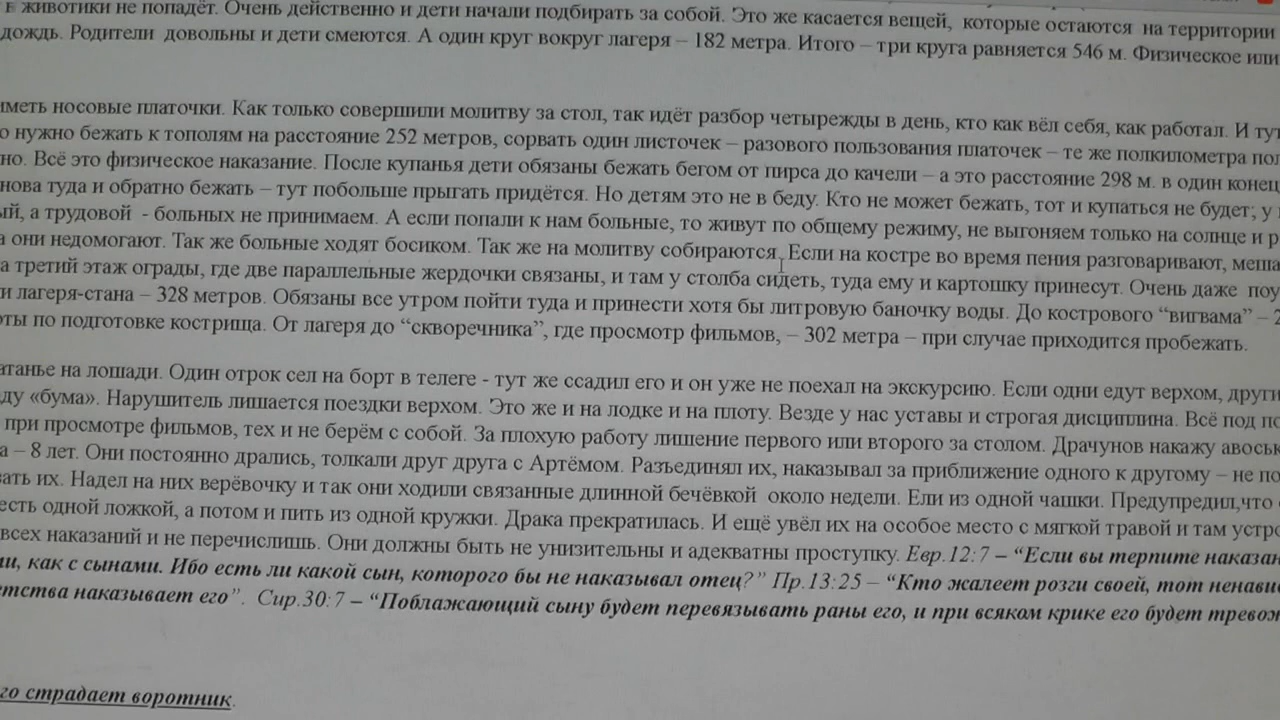 в животики не попадёт. Очень действенно и дети начали подбирать за собой. Это же касается вещей, которые остаются на территории
дождь. Родители довольны и дети смеются. А один круг вокруг лагеря – 182 метра. Итого – три круга равняется 546 м. Физическое или
иметь носовые платочки. Как только совершили молитву за стол, так идёт разбор четырежды в день, кто как вёл себя, как работал. И тут
о нужно бежать к тополям на расстояние 252 метров, сорвать один листочек – разового пользования платочек – те же полкилометра
но. Всё это физическое наказание. После купанья дети обязаны бежать бегом от пирса до качели – а это расстояние 298 м. в один конец
нова туда и обратно бежать – тут побольше прыгать придётся. Но детям это не в беду. Кто не может бежать, тот и купаться не будет; у
ый, а трудовой - больных не принимаем. А если попали к нам больные, то живут по общему режиму, не выгоняем только на солнце и р
а они недомогают. Так же больные ходят босиком. Так же на молитву собираются. Если на костре во время пения разговаривают, меша
а третий этаж ограды, где две параллельные жердочки связаны, и там у столба сидеть, туда ему и картошку принесут. Очень даже поу
и лагеря-стана – 328 метров. Обязаны все утром пойти туда и принести хотя бы литровую баночку воды. До кострового “вигвама” – 2
оты по подготовке кострища. От лагеря до “скворечника”, где просмотр фильмов, – 302 метра – при случае приходится пробежать.
атанье на лошади. Один отрок сел на борт в телеге - тут же ссадил его и он уже не поехал на экскурсию. Если одни едут верхом, други
ду «бума». Нарушитель лишается поездки верхом. Это же и на лодке и на плоту. Везде у нас уставы и строгая дисциплина. Всё под по
при просмотре фильмов, тех и не берём с собой. За плохую работу лишение первого или второго за столом. Драчунов накажу авоськ
а – 8 лет. Они постоянно дрались, толкали друг друга с Артёмом. Разъединял их, наказывал за приближение одного к другому – не по
зать их. Надел на них верёвочку и так они ходили связанные длинной бечёвкой около недели. Ели из одной чашки. Предупредил,что
есть одной ложкой, а потом и пить из одной кружки. Драка прекратилась. И ещё увёл их на особое место с мягкой травой и там устро
всех наказаний и не перечислишь. Они должны быть не унизительны и адекватны проступку. Евр.12:7 – “Если вы терпите наказан
ми, как с сынами. Ибо есть ли какой сын, которого бы не наказывал отец?” Пр.13:25 – “Кто жалеет розги своей, тот ненавис
етства наказывает его”. Сир.30:7 – “Поблажающий сыну будет перевязывать раны его, и при всяком крике его будет тревож
го страдает воротник.